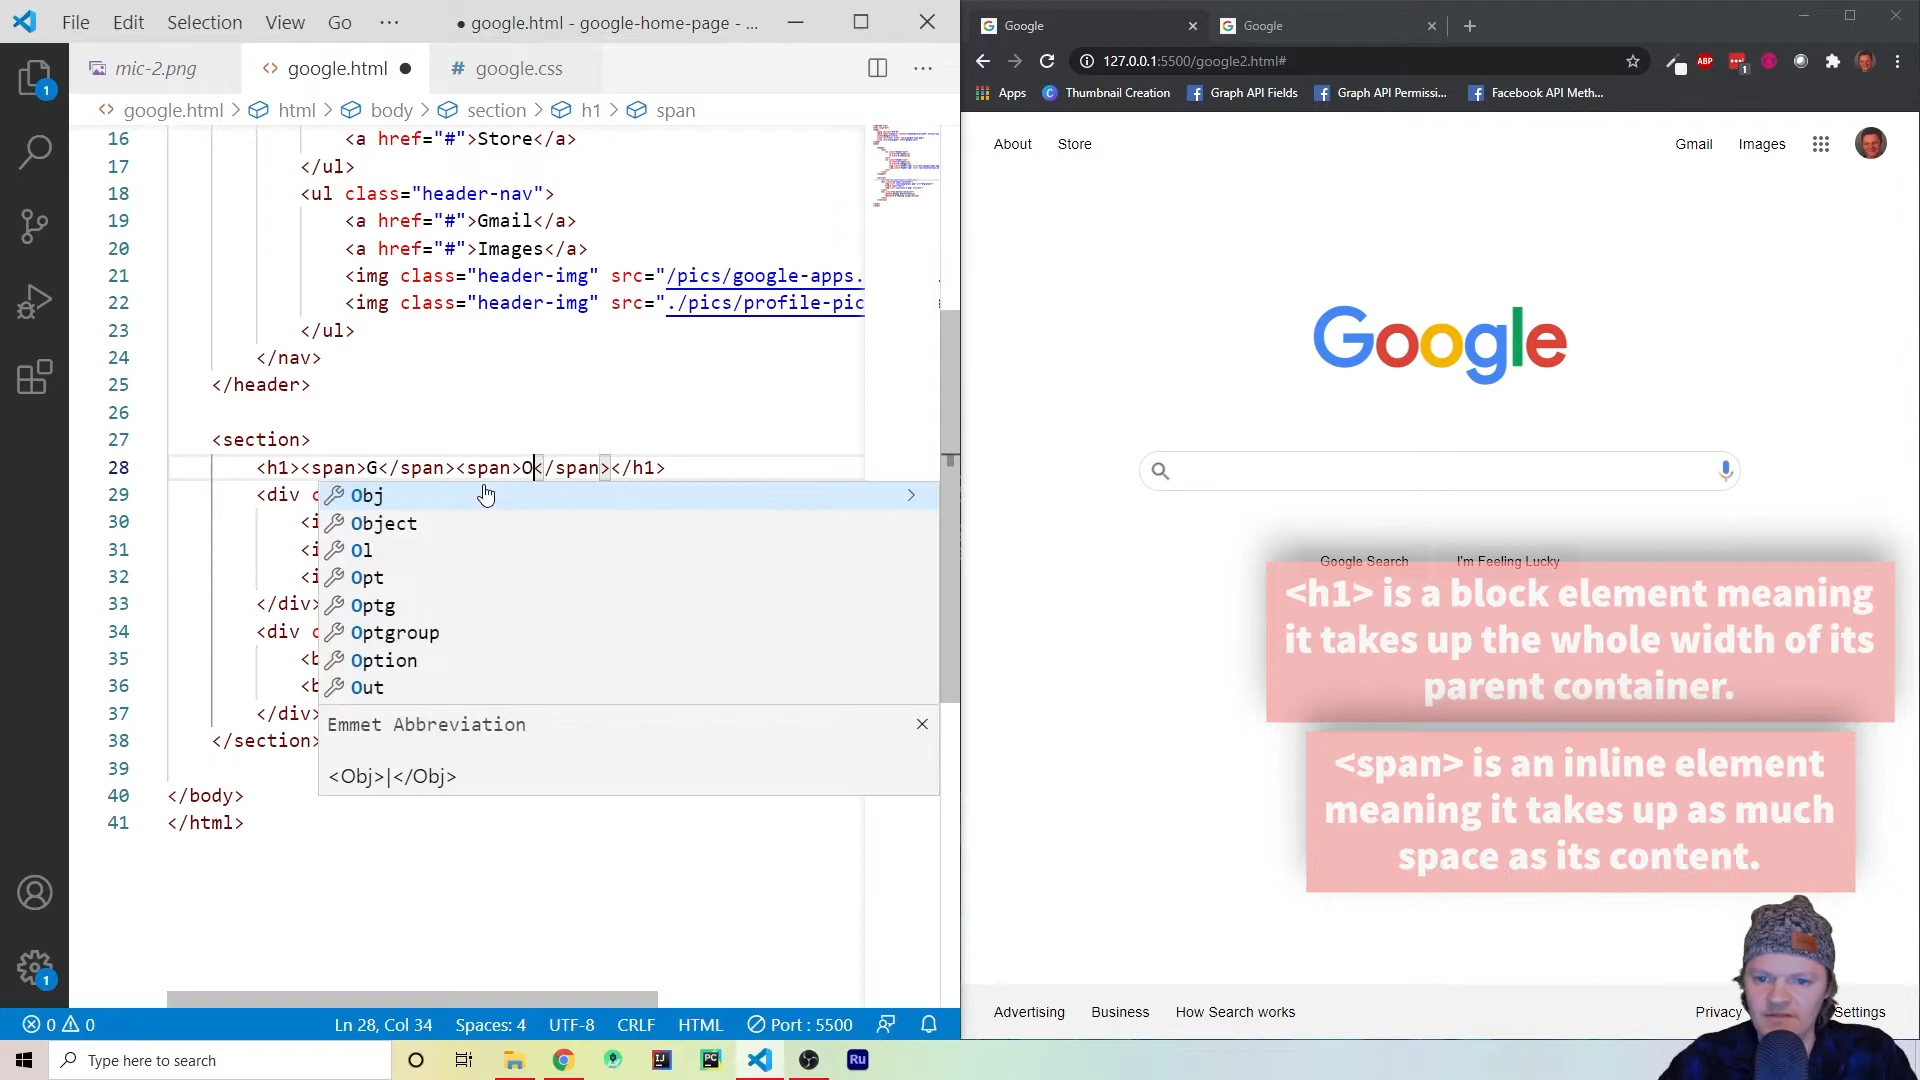 File Edit Selection View Go ··· ● google.html - google-home-page - ...
mic-2.png <> google.html ● # google.css ···
<> google.html > html > body > section > h1 > span
16 <a href="#">Store</a>
17 </ul>
18 <ul class="header-nav">
19 <a href="#">Gmail</a>
20 <a href="#">Images</a>
21 <img class="header-img" src="/pics/google-apps.
22 <img class="header-img" src="./pics/profile-pic
23 </ul>
24 </nav>
25 </header>
26
27 <section>
28 <h1><span>G</span><span>O</span></h1>
29 <div c
30 <i
31 <i
32 <i
33 </div>
34 <div c
35 <b
36 <b
37 </div>
38 </section>
39
40 </body>
41 </html>
Obj
Object
Ol
Opt
Optg
Optgroup
Option
Out
Emmet Abbreviation
<Obj>|</Obj>
1
1
0 0 Ln 28, Col 34 Spaces: 4 UTF-8 CRLF HTML Port : 5500
Google Google
127.0.0.1:5500/google2.html#
ABP 1
Apps Thumbnail Creation Graph API Fields Graph API Permissi... Facebook API Meth...
About Store Gmail Images
Google
Google Search I'm Feeling Lucky
<h1> is a block element meaning
it takes up the whole width of its
parent container.
<span> is an inline element
meaning it takes up as much
space as its content.
Advertising Business How Search works Privacy Settings
Type here to search IJ PC Ru